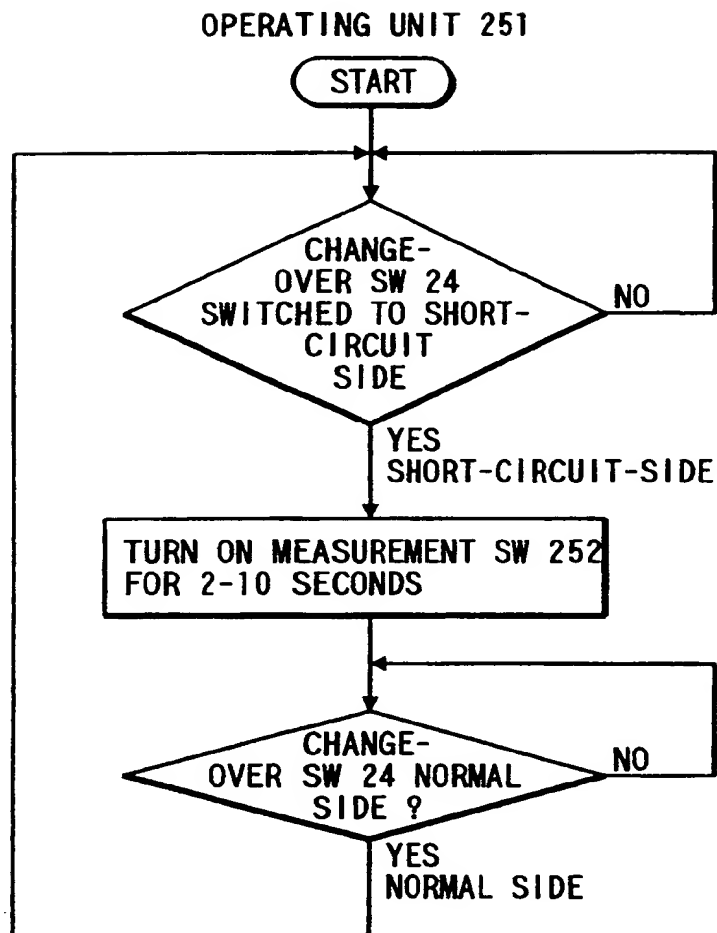 OPERATING UNIT 251
START
CHANGE-
OVER SW 24
SWITCHED TO SHORT-
CIRCUIT
SIDE
NO
YES
SHORT-CIRCUIT-SIDE
TURN ON MEASUREMENT SW 252
FOR 2-10 SECONDS
CHANGE-
OVER SW 24 NORMAL
SIDE ?
NO
YES
NORMAL SIDE